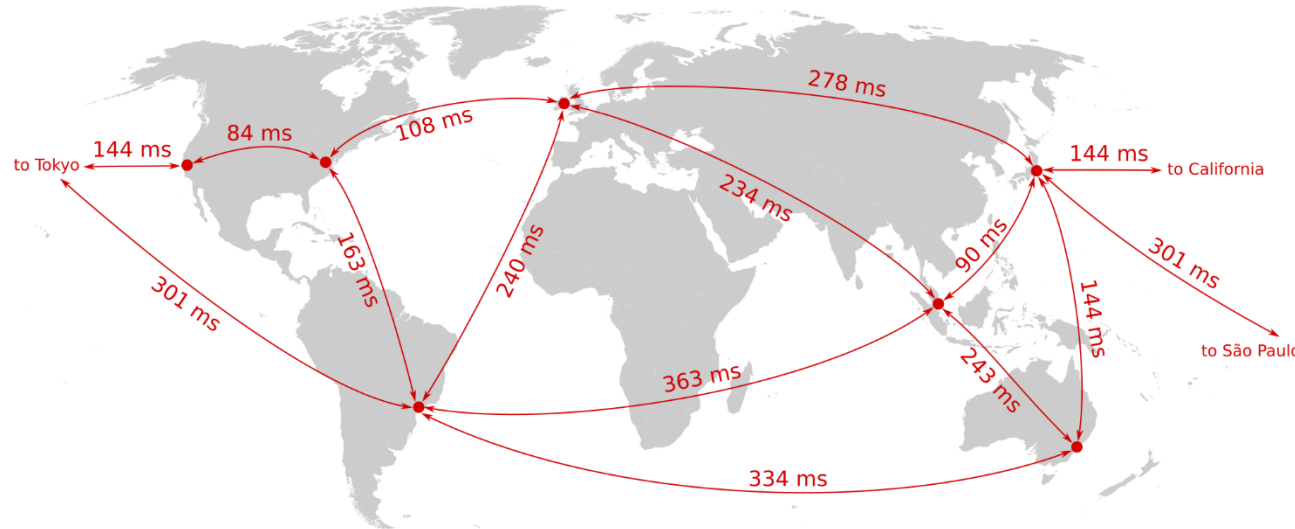 278 ms
108 ms
84 ms
144 ms
to Tokyo
144 ms
to California
234 ms
163 ms
240 ms
90 ms
301 ms
301 ms
144 ms
to São Paulo
363 ms
243 ms
334 ms